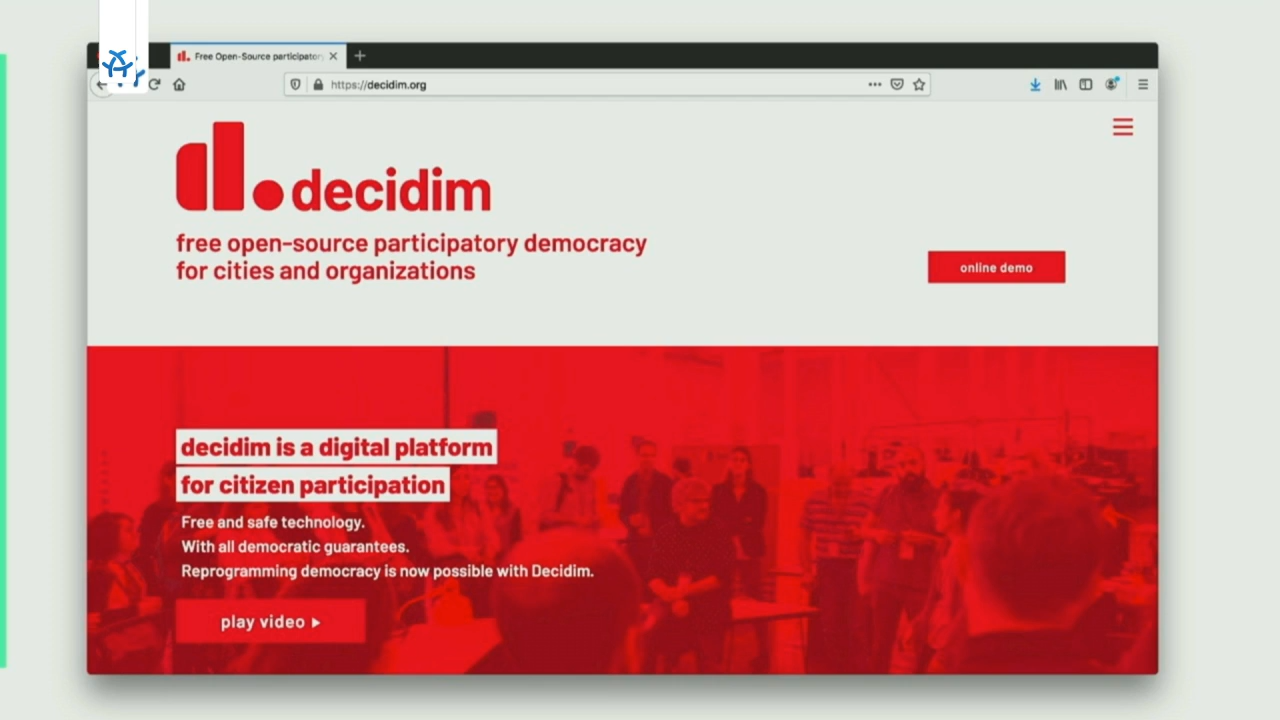 Free Open-Source participatory
https://decidim.org
decidim
free open-source participatory democracy
for cities and organizations
online demo
decidim is a digital platform
for citizen participation
Free and safe technology.
With all democratic guarantees.
Reprogramming democracy is now possible with Decidim.
play video